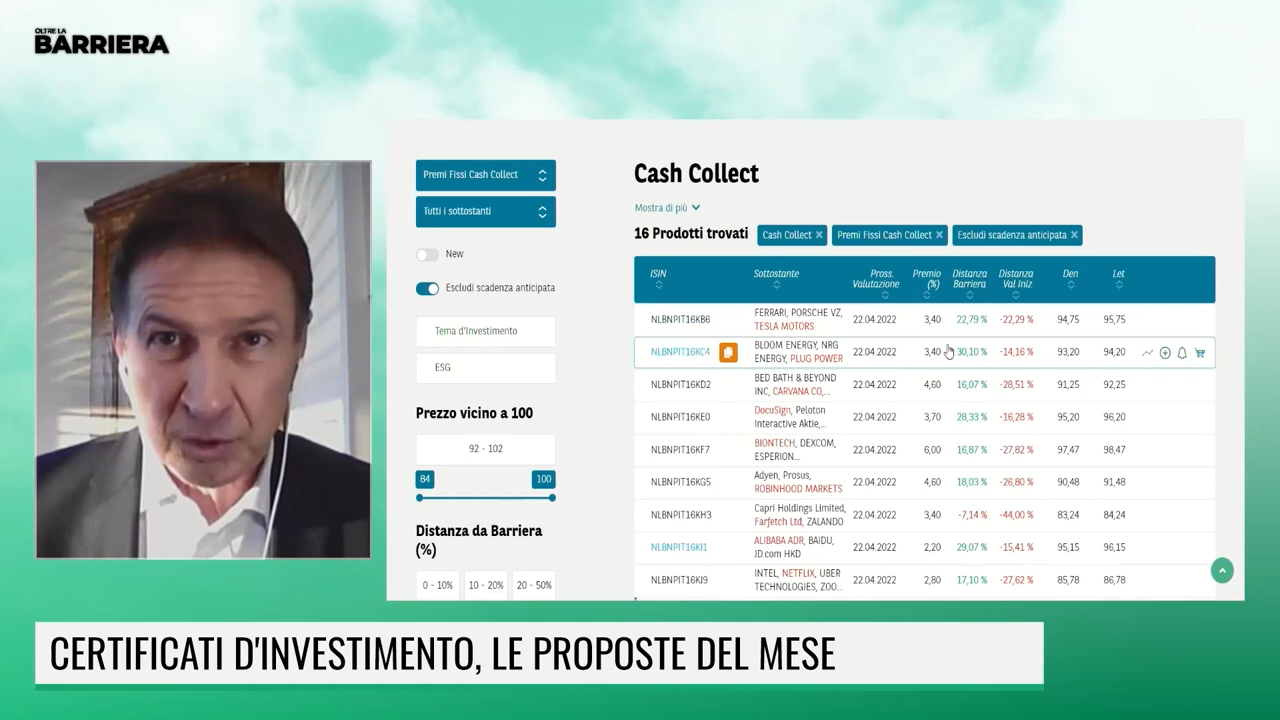 OLTRE LA
BARRIERA
Premi Fissi Cash Collect
Tutti i sottostanti
New
Escludi scadenza anticipata
Tema d'Investimento
ESG
Prezzo vicino a 100
92 - 102
84 100
Distanza da Barriera
(%)
0 - 10% 10 - 20% 20 - 50%
Cash Collect
Mostra di più
16 Prodotti trovati Cash Collect × Premi Fissi Cash Collect × Escludi scadenza anticipata ×
ISIN Sottostante Pross. Valutazione Premio (%) Distanza Barriera Distanza Val Iniz Den Let
NLBNPIT16KB6 FERRARI, PORSCHE VZ, TESLA MOTORS 22.04.2022 3,40 22,79 % -22,29 % 94,75 95,75
NLBNPIT16KC4 BLOOM ENERGY, NRG ENERGY, PLUG POWER 22.04.2022 3,40 30,10 % -14,16 % 93,20 94,20
NLBNPIT16KD2 BED BATH & BEYOND INC, CARVANA CO,... 22.04.2022 4,60 16,07 % -28,51 % 91,25 92,25
NLBNPIT16KE0 DocuSign, Peloton Interactive Aktie,... 22.04.2022 3,70 28,33 % -16,28 % 95,20 96,20
NLBNPIT16KF7 BIONTECH, DEXCOM, ESPERION... 22.04.2022 6,00 16,87 % -27,82 % 97,47 98,47
NLBNPIT16KG5 Adyen, Prosus, ROBINHOOD MARKETS 22.04.2022 4,60 18,03 % -26,80 % 90,48 91,48
NLBNPIT16KH3 Capri Holdings Limited, Farfetch Ltd, ZALANDO 22.04.2022 3,40 -7,14 % -44,00 % 83,24 84,24
NLBNPIT16KI1 ALIBABA ADR, BAIDU, JD.com HKD 22.04.2022 2,20 29,07 % -15,41 % 95,15 96,15
NLBNPIT16KJ9 INTEL, NETFLIX, UBER TECHNOLOGIES, ZOO... 22.04.2022 2,80 17,10 % -27,62 % 85,78 86,78
CERTIFICATI D'INVESTIMENTO, LE PROPOSTE DEL MESE